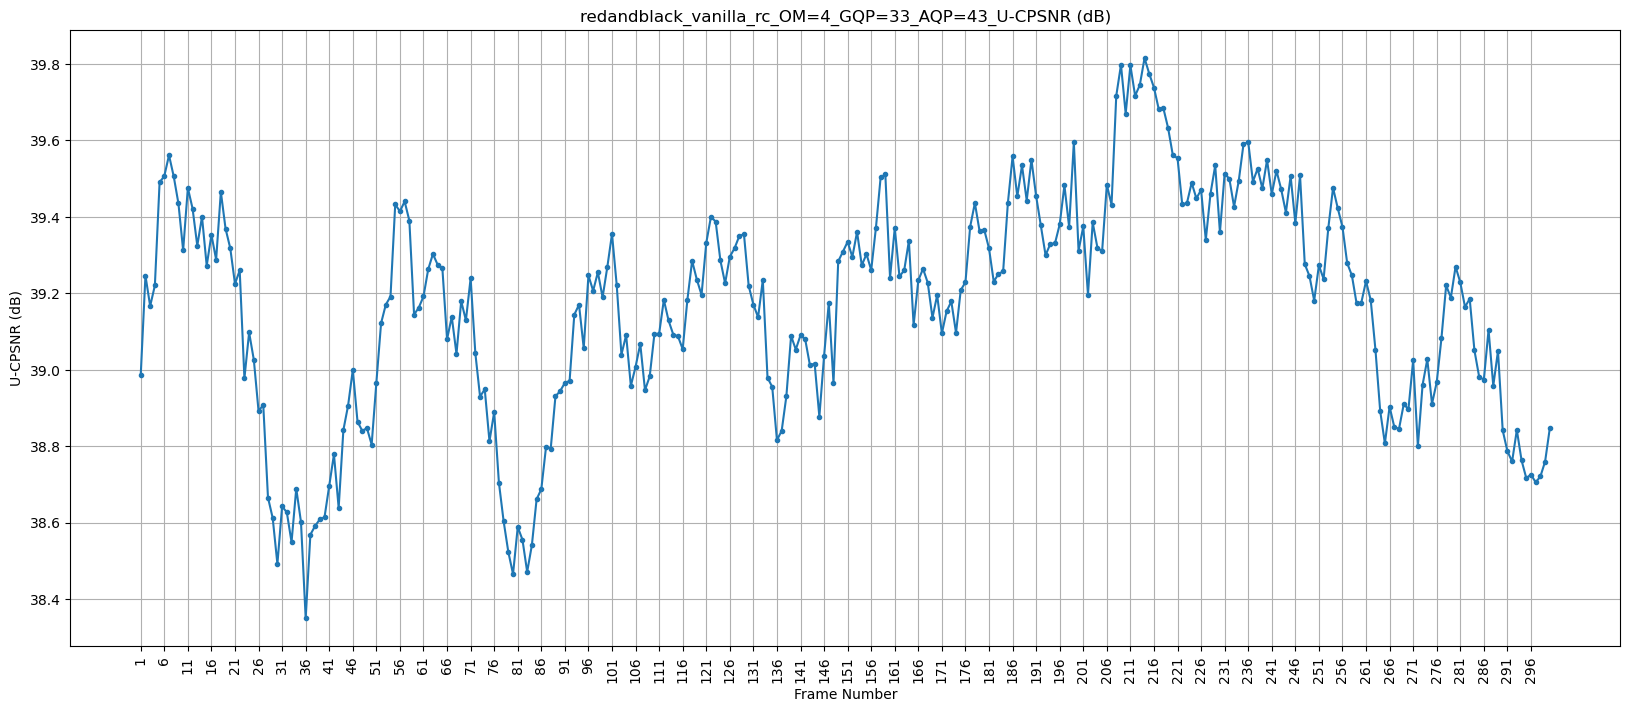 redandblack_vanilla_rc_OM=4_GQP=33_AQP=43_U-CPSNR (dB)
U-CPSNR (dB)
39.8
39.6
39.4
39.2
39.0
38.8
38.6
38.4
1 6 11 16 21 26 31 36 41 46 51 56 61 66 71 76 81 86 91 96 101 106 111 116 121 126 131 136 141 146 151 156 161 166 171 176 181 186 191 196 201 206 211 216 221 226 231 236 241 246 251 256 261 266 271 276 281 286 291 296
Frame Number